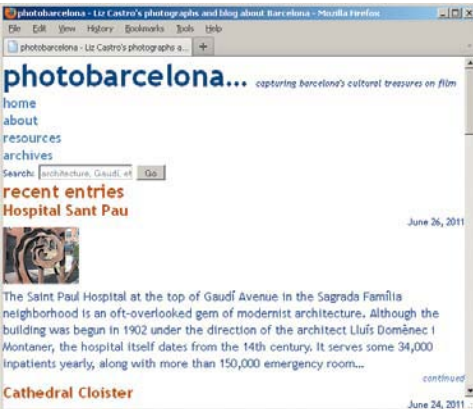 photobarcelona - Liz Castro's photographs and blog about Barcelona - Mozilla Firefox
File Edit View History Bookmarks Tools Help
photobarcelona - Liz Castro's photographs a... +
photobarcelona... capturing barcelona's cultural treasures on film
home
about
resources
archives
Search: architecture, Gaudí, et Go
recent entries
Hospital Sant Pau
June 26, 2011
The Saint Paul Hospital at the top of Gaudí Avenue in the Sagrada Família
neighborhood is an oft-overlooked gem of modernist architecture. Although the
building was begun in 1902 under the direction of the architect Lluís Domènec i
Montaner, the hospital itself dates from the 14th century. It serves some 34,000
inpatients yearly, along with more than 150,000 emergency room...
continued
Cathedral Cloister
June 24, 2011